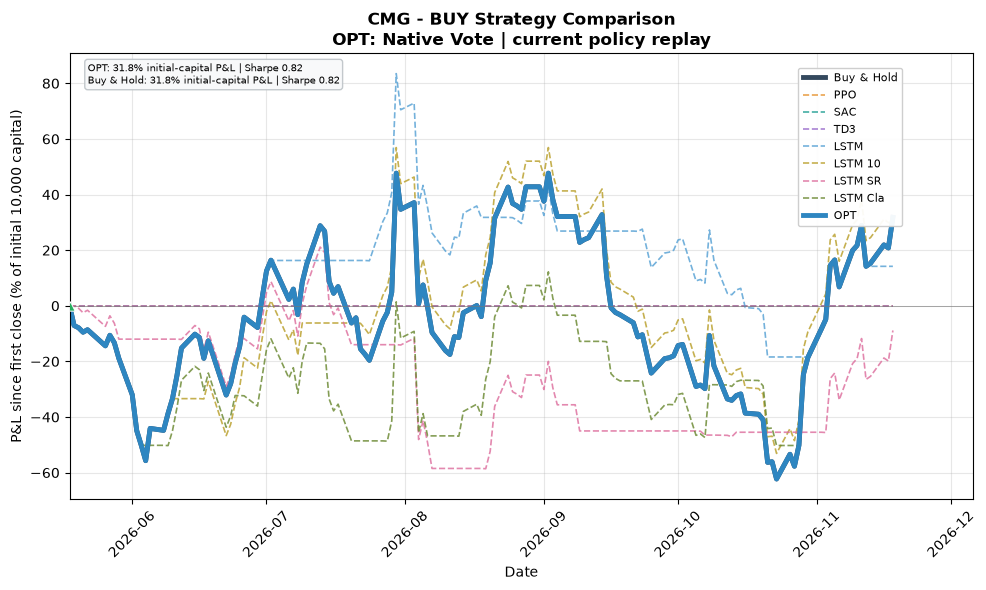 CMG - BUY Strategy Comparison
OPT: Native Vote | current policy replay
OPT: 31.8% initial-capital P&L | Sharpe 0.82
Buy & Hold: 31.8% initial-capital P&L | Sharpe 0.82
Buy & Hold
PPO
SAC
TD3
LSTM
LSTM 10
LSTM SR
LSTM Cla
OPT
P&L since first close (% of initial 10,000 capital)
80
60
40
20
0
−20
−40
−60
2026-06
2026-07
2026-08
2026-09
2026-10
2026-11
2026-12
Date